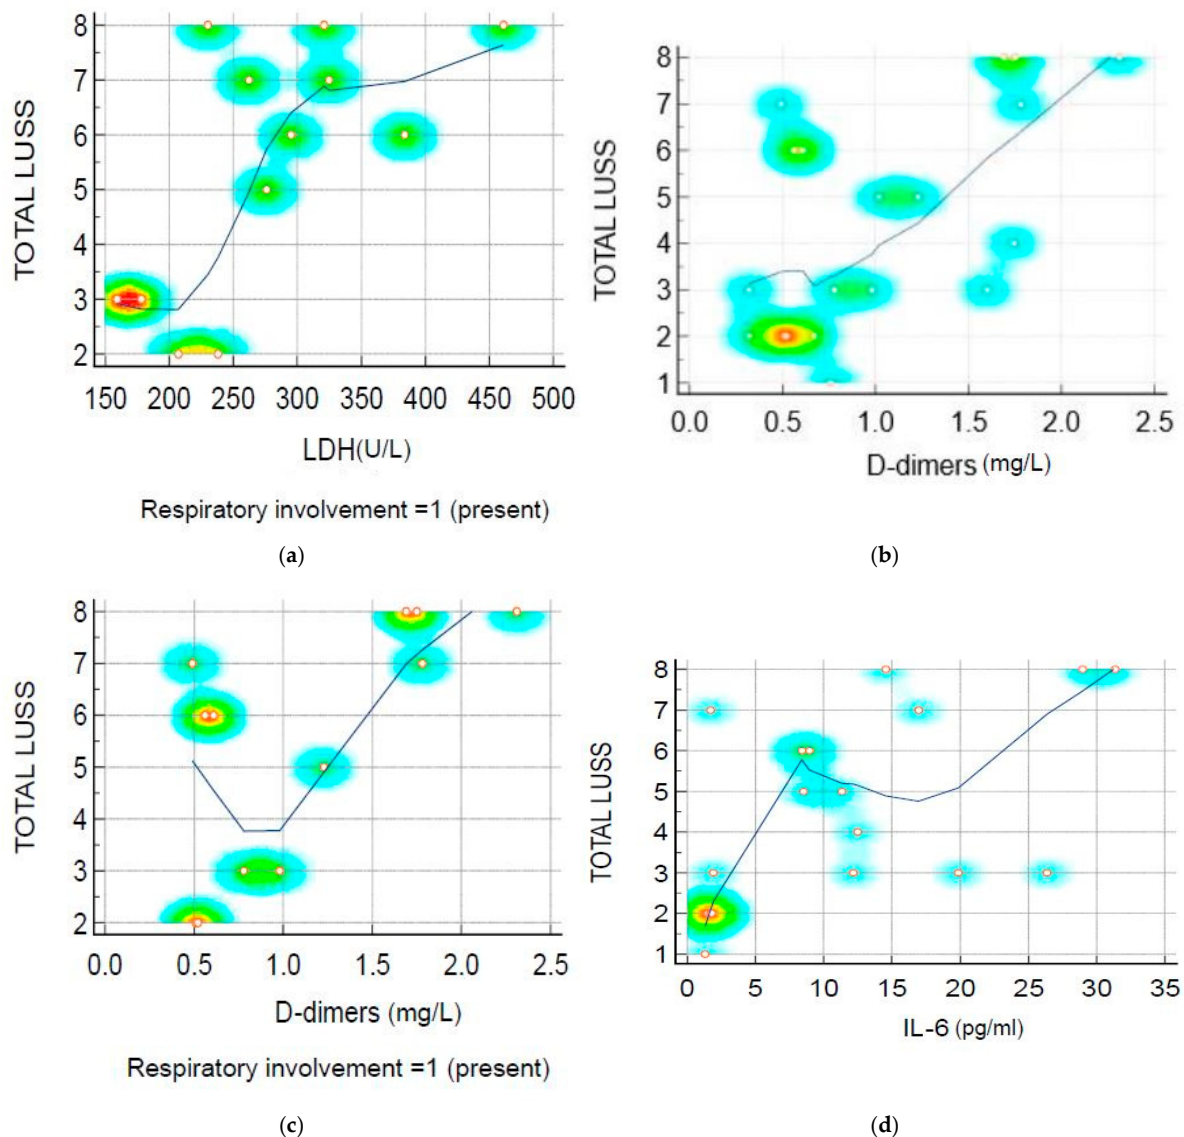 8
7
6
5
4
3
2
TOTAL LUSS
150 200 250 300 350 400 450 500
LDH(U/L)
Respiratory involvement =1 (present)
(a)
8
7
6
5
4
3
2
1
TOTAL LUSS
0.0 0.5 1.0 1.5 2.0 2.5
D-dimers (mg/L)
(b)
8
7
6
5
4
3
2
TOTAL LUSS
0.0 0.5 1.0 1.5 2.0 2.5
D-dimers (mg/L)
Respiratory involvement =1 (present)
(c)
8
7
6
5
4
3
2
1
TOTAL LUSS
0 5 10 15 20 25 30 35
IL-6 (pg/ml)
(d)